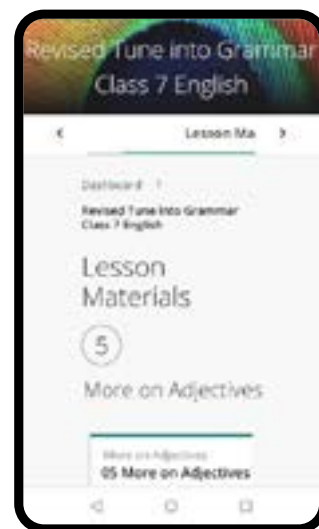 Revised Tune into Grammar
Class 7 English
Lesson Ma
Dashboard
Revised Tune into Grammar
Class 7 English
Lesson
Materials
5
More on Adjectives
More on Adjectives
05 More on Adjectives